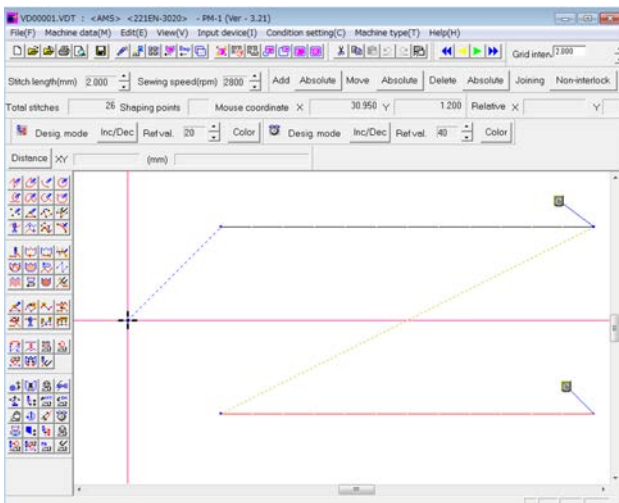 VD00001.VDT : <AMS> <221EN-3020> - PM-1 (Ver - 3.21)
File(F) Machine data(M) Edit(E) View(V) Input device(I) Condition setting(C) Machine type(T) Help(H)
Grid interv 2.000
Stitch length(mm) 2.000 Sewing speed(rpm) 2800 Add Absolute Move Absolute Delete Absolute Joining Non-interlock.
Total stitches 26 Shaping points Mouse coordinate X 30.950 Y 1.200 Relative X Y
Desig. mode Inc/Dec Ref.val. 20 Color Desig. mode Inc/Dec Ref.val. 40 Color
Distance XY (mm)